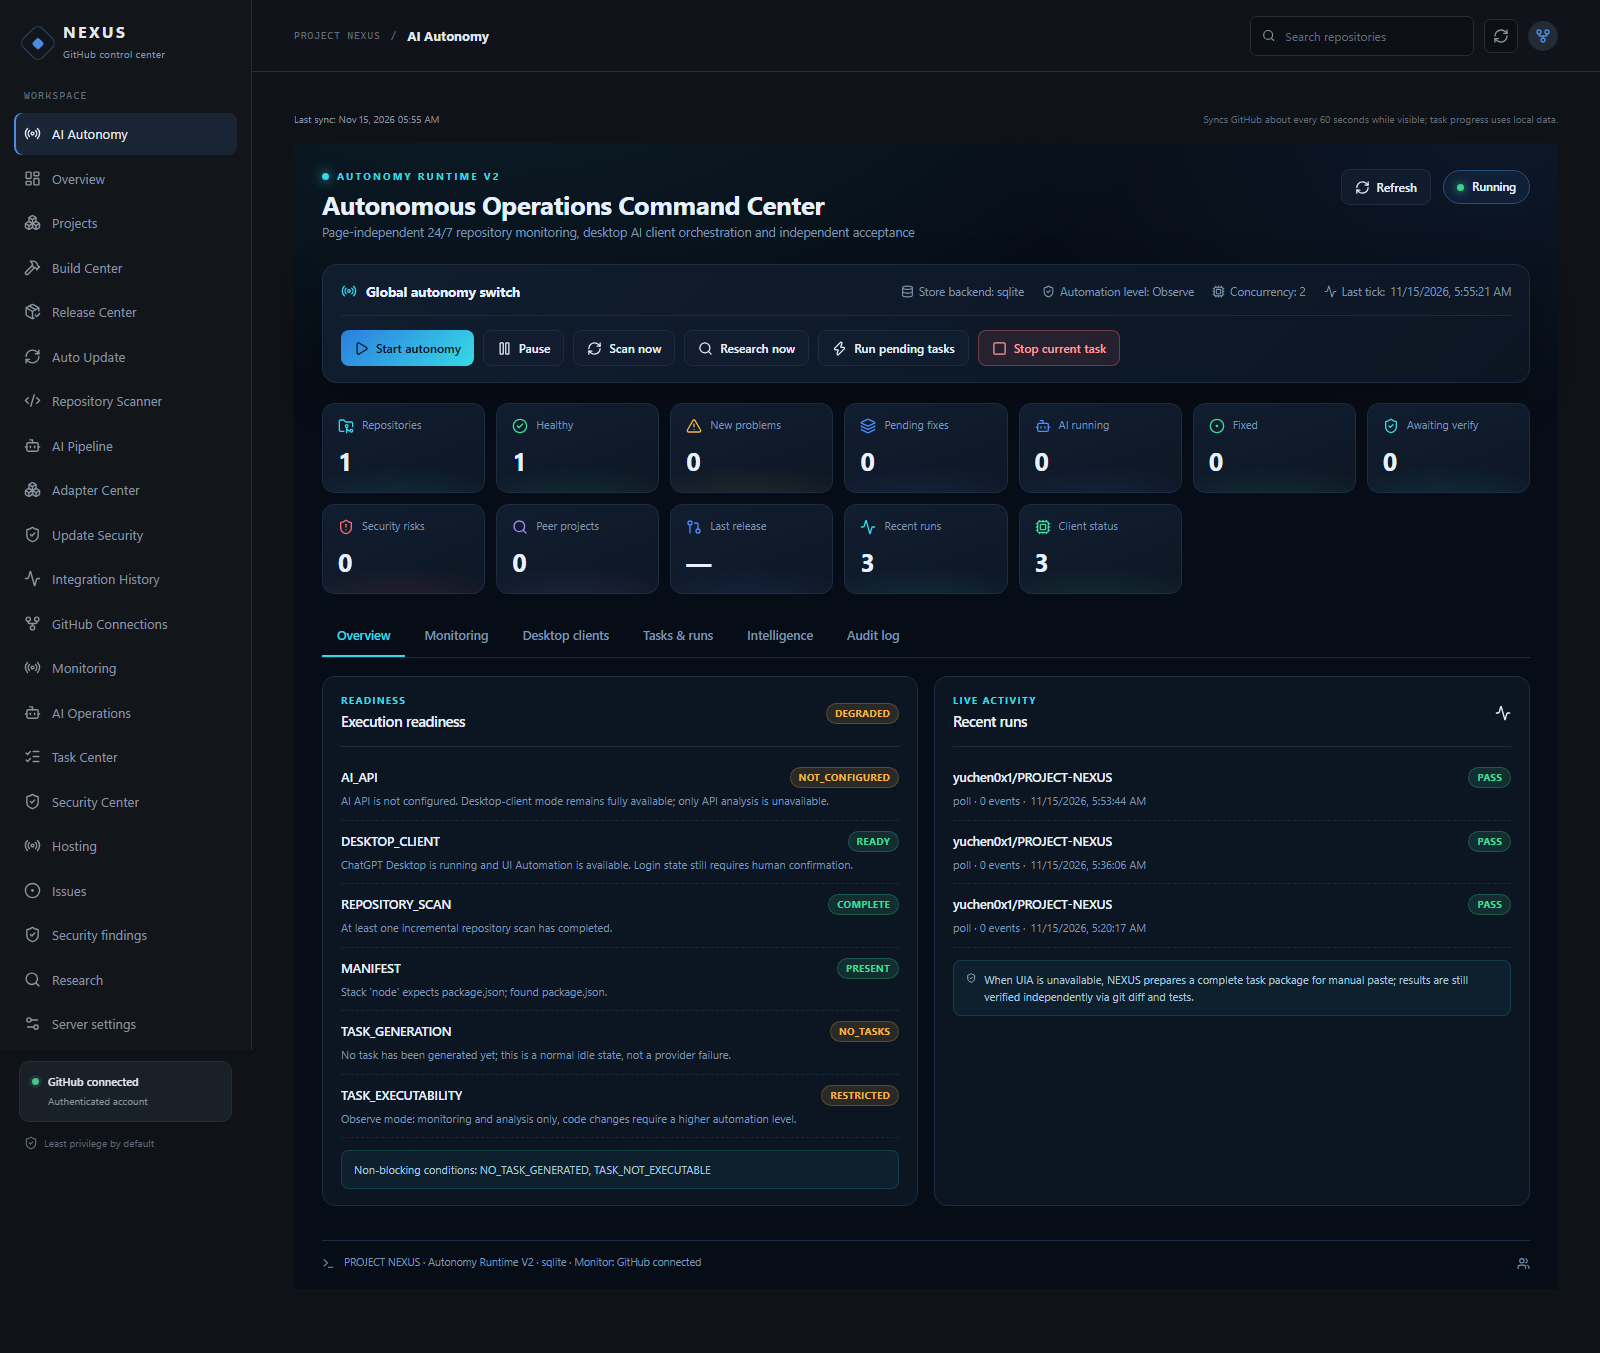 NEXUS
GitHub control center
WORKSPACE
AI Autonomy
Overview
Projects
Build Center
Release Center
Auto Update
Repository Scanner
AI Pipeline
Adapter Center
Update Security
Integration History
GitHub Connections
Monitoring
AI Operations
Task Center
Security Center
Hosting
Issues
Security findings
Research
Server settings
GitHub connected
Authenticated account
Least privilege by default
PROJECT NEXUS / AI Autonomy
Search repositories
Last sync: Nov 15, 2026 05:55 AM
Syncs GitHub about every 60 seconds while visible; task progress uses local data.
AUTONOMY RUNTIME V2
Autonomous Operations Command Center
Page-independent 24/7 repository monitoring, desktop AI client orchestration and independent acceptance
Refresh
Running
Global autonomy switch
Store backend: sqlite
Automation level: Observe
Concurrency: 2
Last tick: 11/15/2026, 5:55:21 AM
Start autonomy
Pause
Scan now
Research now
Run pending tasks
Stop current task
Repositories
1
Healthy
1
New problems
0
Pending fixes
0
AI running
0
Fixed
0
Awaiting verify
0
Security risks
0
Peer projects
0
Last release
—
Recent runs
3
Client status
3
Overview
Monitoring
Desktop clients
Tasks & runs
Intelligence
Audit log
READINESS
Execution readiness
DEGRADED
AI_API
NOT_CONFIGURED
AI API is not configured. Desktop-client mode remains fully available; only API analysis is unavailable.
DESKTOP_CLIENT
READY
ChatGPT Desktop is running and UI Automation is available. Login state still requires human confirmation.
REPOSITORY_SCAN
COMPLETE
At least one incremental repository scan has completed.
MANIFEST
PRESENT
Stack 'node' expects package.json; found package.json.
TASK_GENERATION
NO_TASKS
No task has been generated yet; this is a normal idle state, not a provider failure.
TASK_EXECUTABILITY
RESTRICTED
Observe mode: monitoring and analysis only, code changes require a higher automation level.
Non-blocking conditions: NO_TASK_GENERATED, TASK_NOT_EXECUTABLE
LIVE ACTIVITY
Recent runs
yuchen0x1/PROJECT-NEXUS
PASS
poll · 0 events · 11/15/2026, 5:53:44 AM
yuchen0x1/PROJECT-NEXUS
PASS
poll · 0 events · 11/15/2026, 5:36:06 AM
yuchen0x1/PROJECT-NEXUS
PASS
poll · 0 events · 11/15/2026, 5:20:17 AM
When UIA is unavailable, NEXUS prepares a complete task package for manual paste; results are still
verified independently via git diff and tests.
PROJECT NEXUS · Autonomy Runtime V2 · sqlite · Monitor: GitHub connected